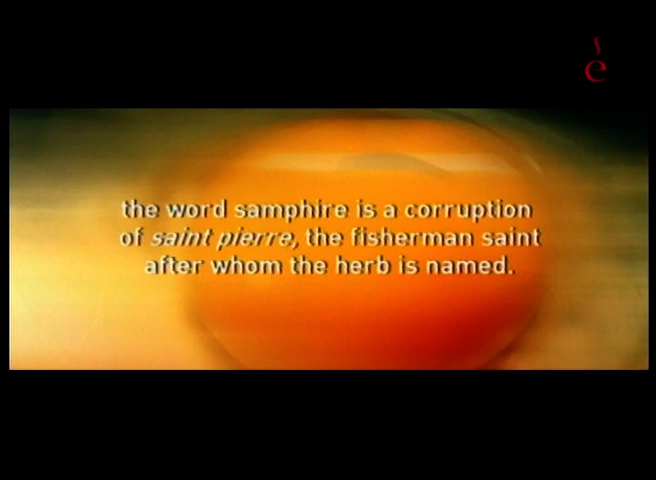 e
the word samphire is a corruption
of saint pierre, the fisherman saint
after whom the herb is named.